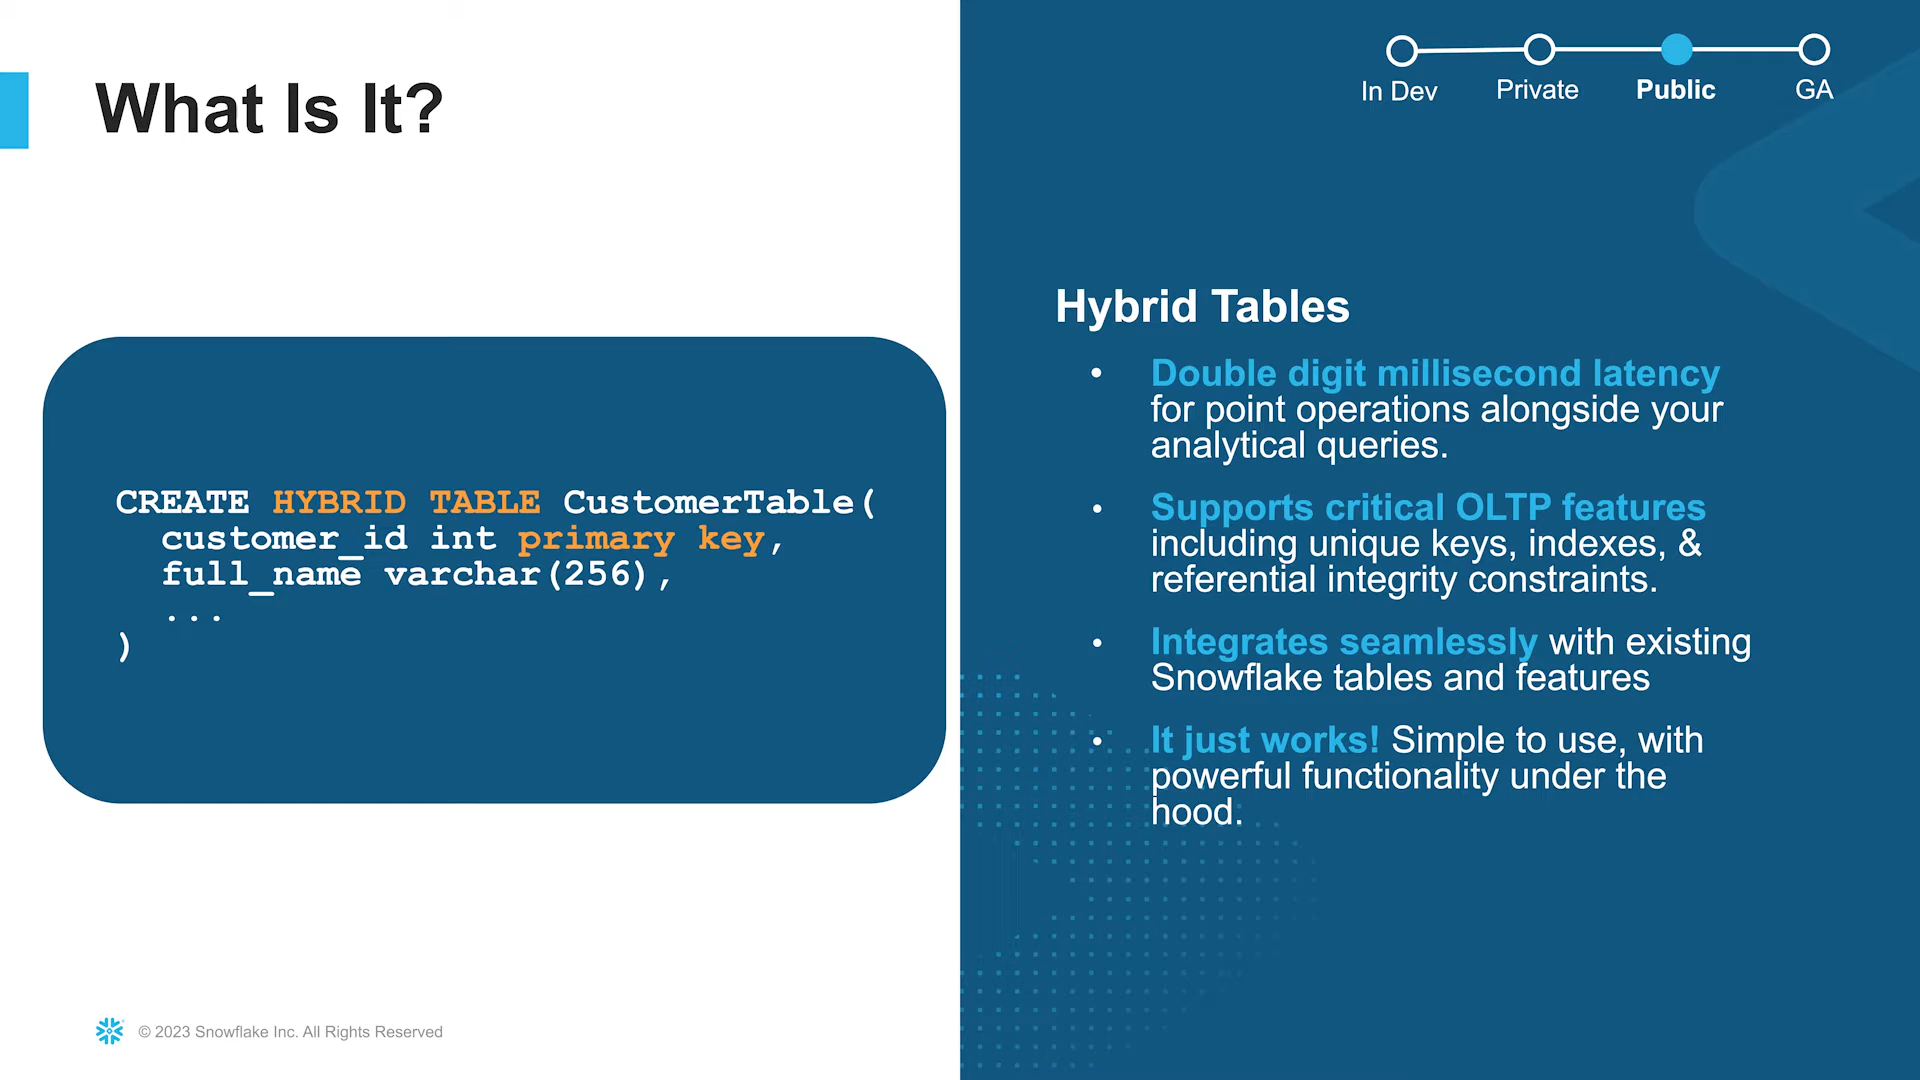 What Is It?
In Dev
Private
Public
GA
CREATE HYBRID TABLE CustomerTable(
customer_id int primary key,
full_name varchar(256),
...
)
Hybrid Tables
• Double digit millisecond latency
for point operations alongside your
analytical queries.
• Supports critical OLTP features
including unique keys, indexes, &
referential integrity constraints.
• Integrates seamlessly with existing
Snowflake tables and features
• It just works! Simple to use, with
powerful functionality under the
hood.
© 2023 Snowflake Inc. All Rights Reserved